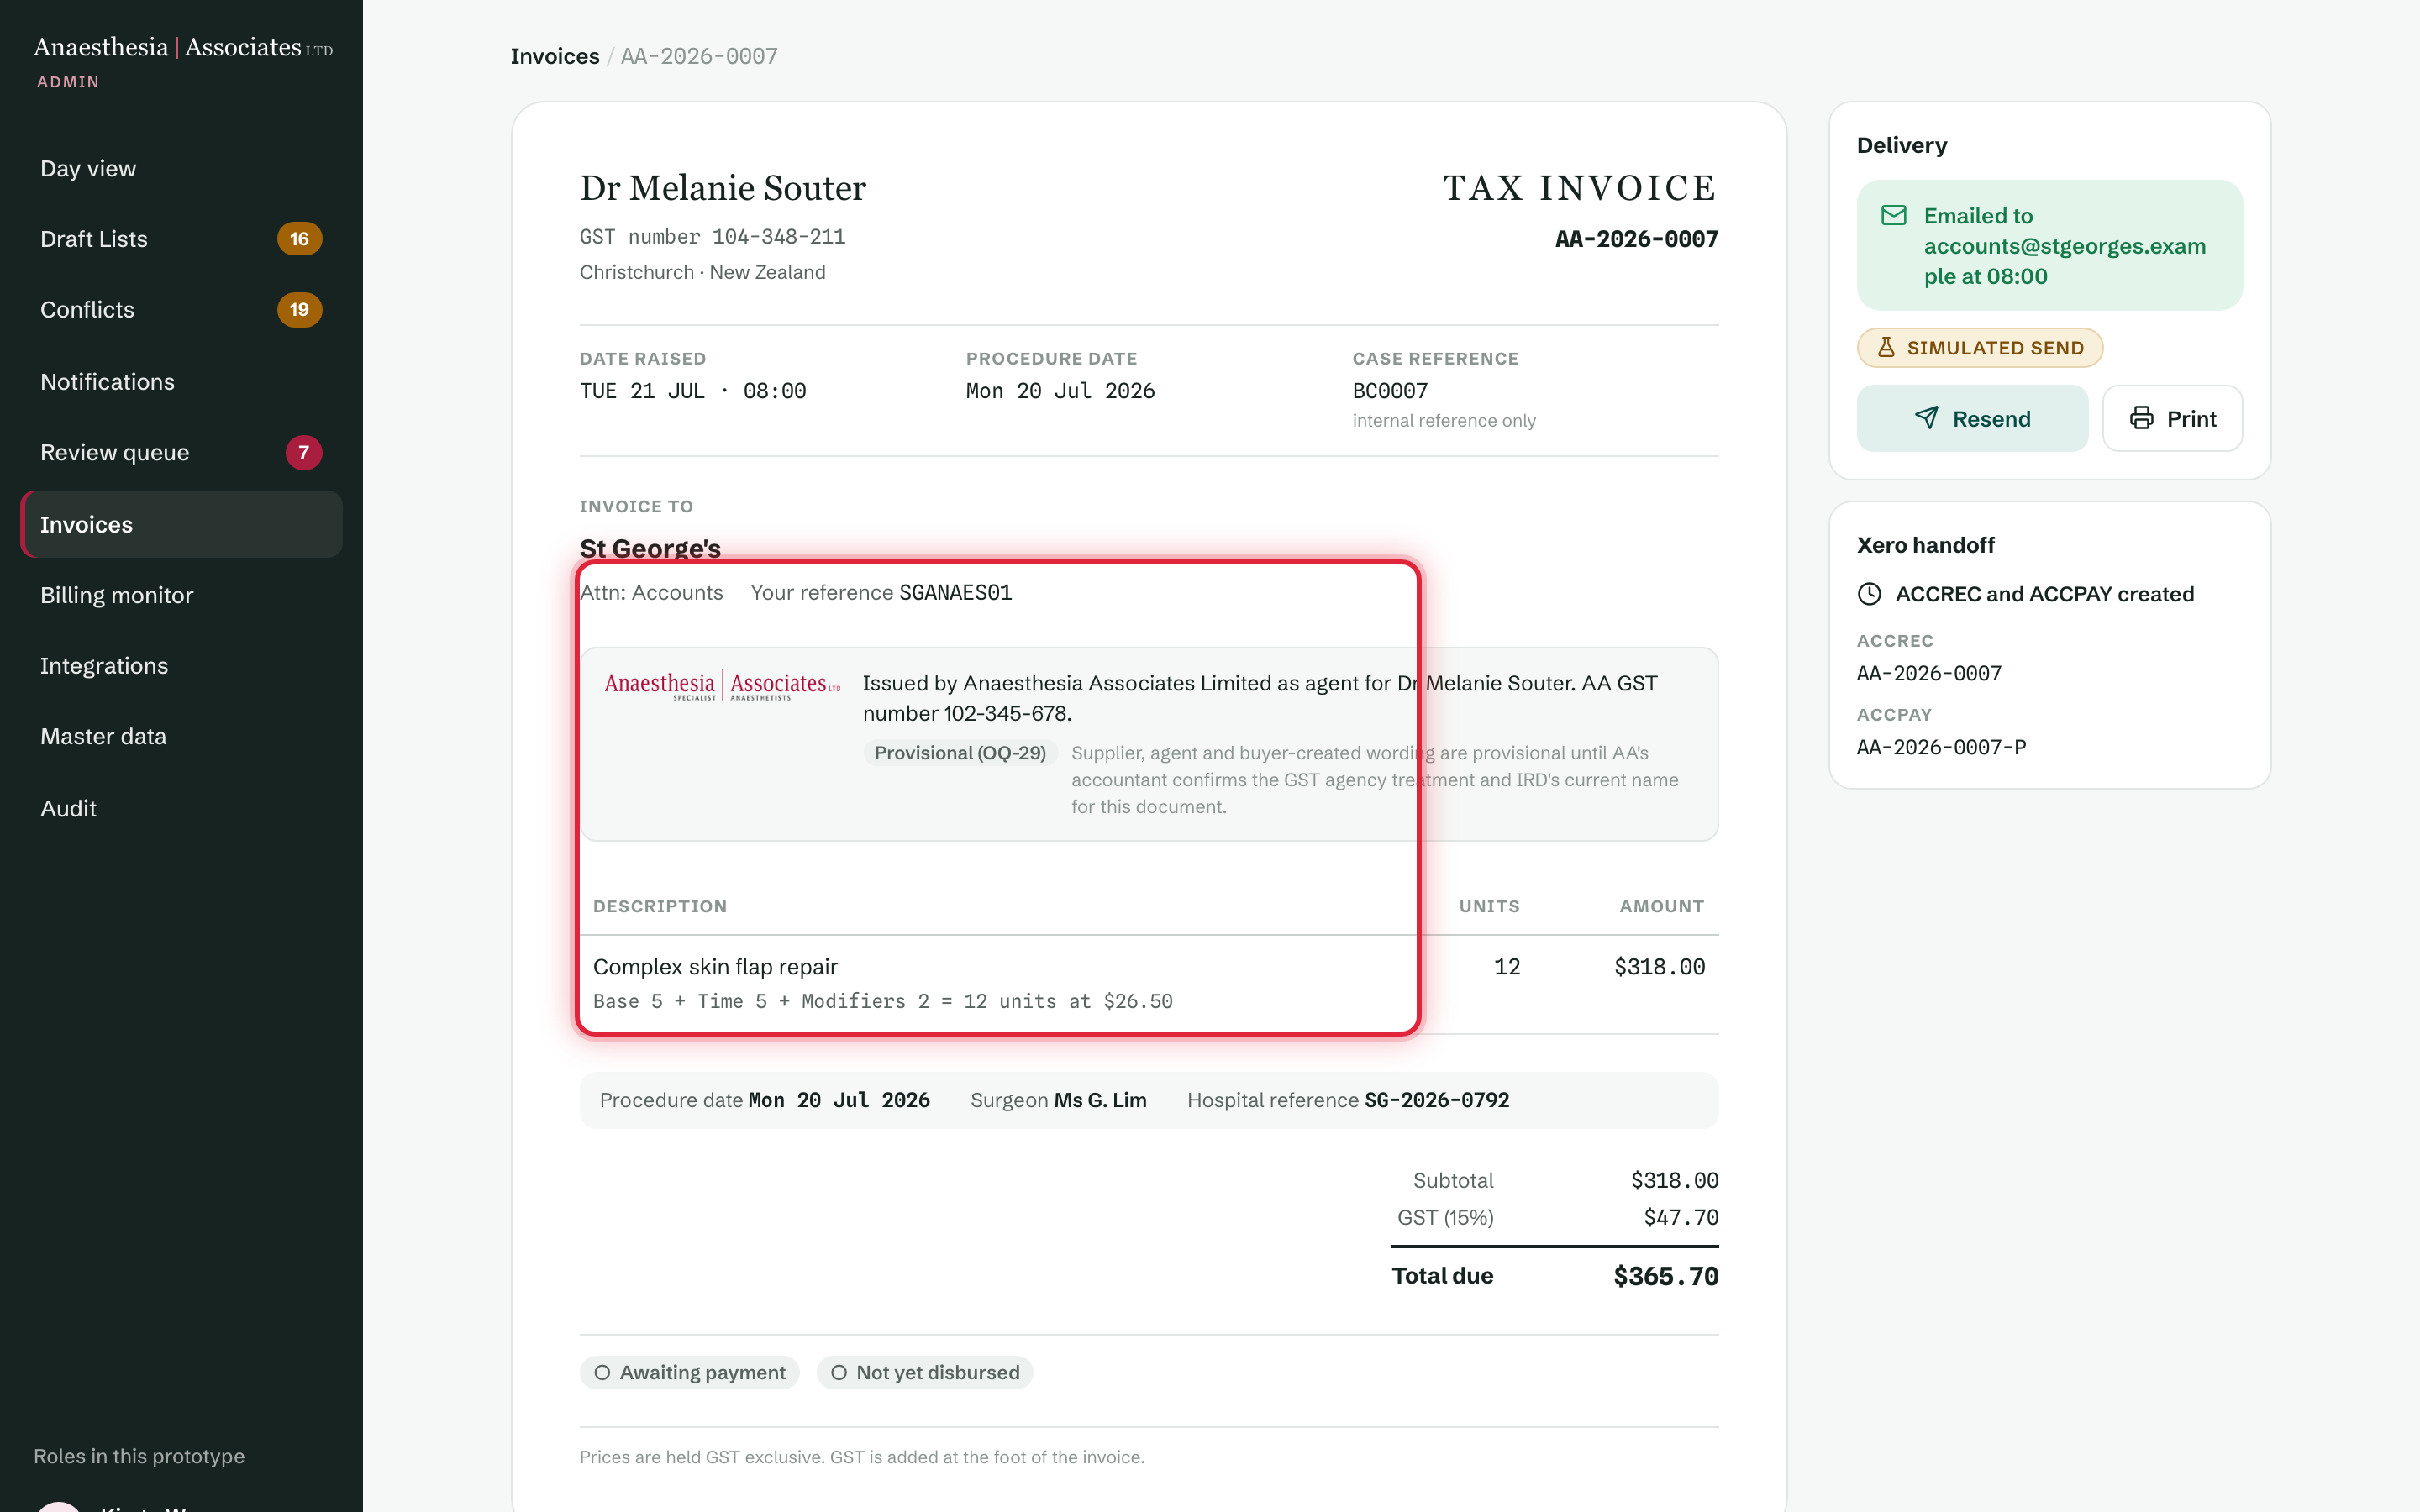 Anaesthesia | Associates LTD
ADMIN
Day view
Draft Lists 16
Conflicts 19
Notifications
Review queue 7
Invoices
Billing monitor
Integrations
Master data
Audit
Roles in this prototype
Invoices / AA-2026-0007
Dr Melanie Souter
GST number 104-348-211
Christchurch · New Zealand
TAX INVOICE
AA-2026-0007
DATE RAISED
TUE 21 JUL · 08:00
PROCEDURE DATE
Mon 20 Jul 2026
CASE REFERENCE
BC0007
internal reference only
INVOICE TO
St George's
Attn: Accounts Your reference SGANAES01
Anaesthesia | Associates LTD
SPECIALIST ANAESTHETISTS
Issued by Anaesthesia Associates Limited as agent for Dr Melanie Souter. AA GST
number 102-345-678.
Provisional (OQ-29) Supplier, agent and buyer-created wording are provisional until AA's
accountant confirms the GST agency treatment and IRD's current name
for this document.
DESCRIPTION UNITS AMOUNT
Complex skin flap repair 12 $318.00
Base 5 + Time 5 + Modifiers 2 = 12 units at $26.50
Procedure date Mon 20 Jul 2026 Surgeon Ms G. Lim Hospital reference SG-2026-0792
Subtotal $318.00
GST (15%) $47.70
Total due $365.70
Awaiting payment Not yet disbursed
Prices are held GST exclusive. GST is added at the foot of the invoice.
Delivery
Emailed to
accounts@stgeorges.exam
ple at 08:00
SIMULATED SEND
Resend Print
Xero handoff
ACCREC and ACCPAY created
ACCREC
AA-2026-0007
ACCPAY
AA-2026-0007-P